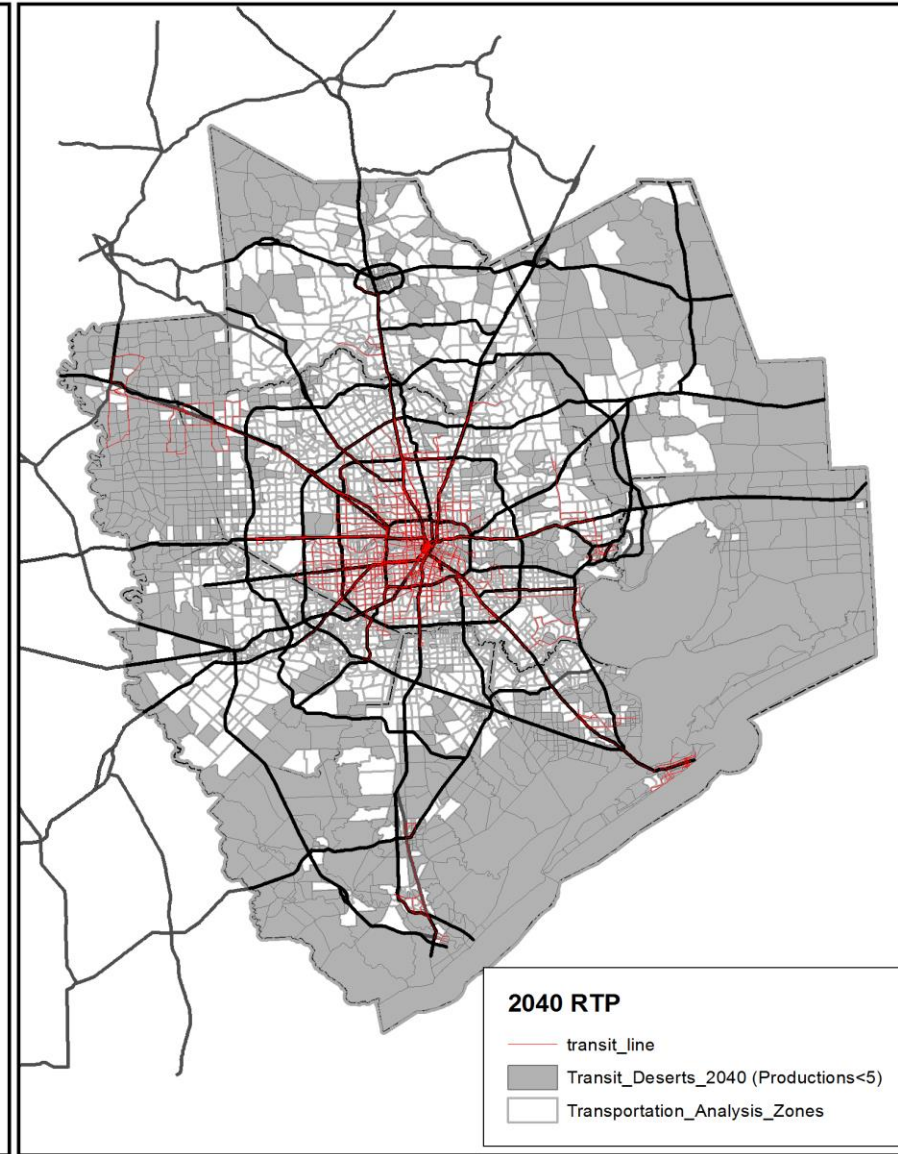 2040 RTP
transit_line
Transit_Deserts_2040 (Productions<5)
Transportation_Analysis_Zones